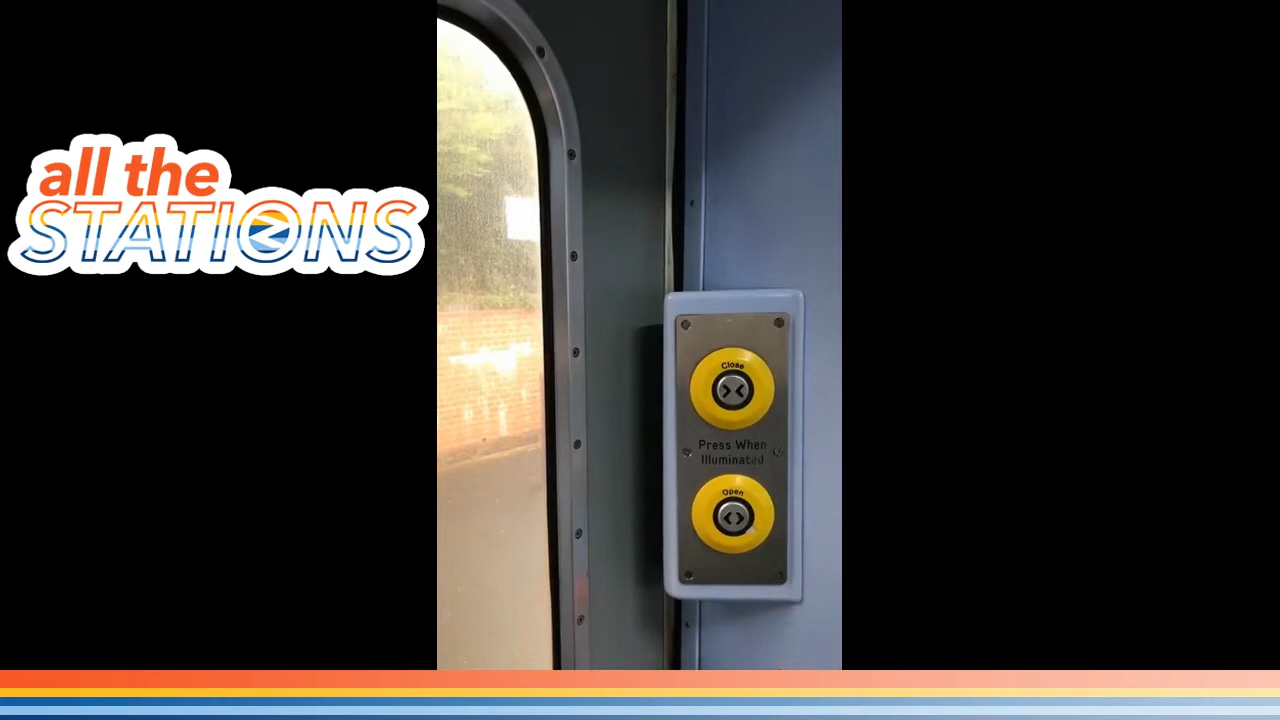 all the
STATIONS
Close
Press When
Illuminated
Open